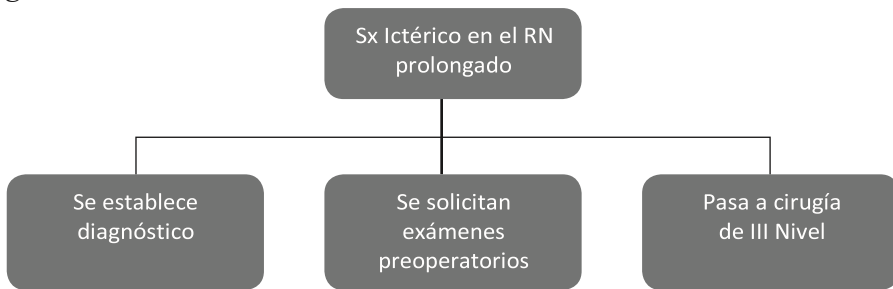 Sx Ictérico en el RN
prolongado
Se establece
diagnóstico
Se solicitan
exámenes
preoperatorios
Pasa a cirugía
de III Nivel